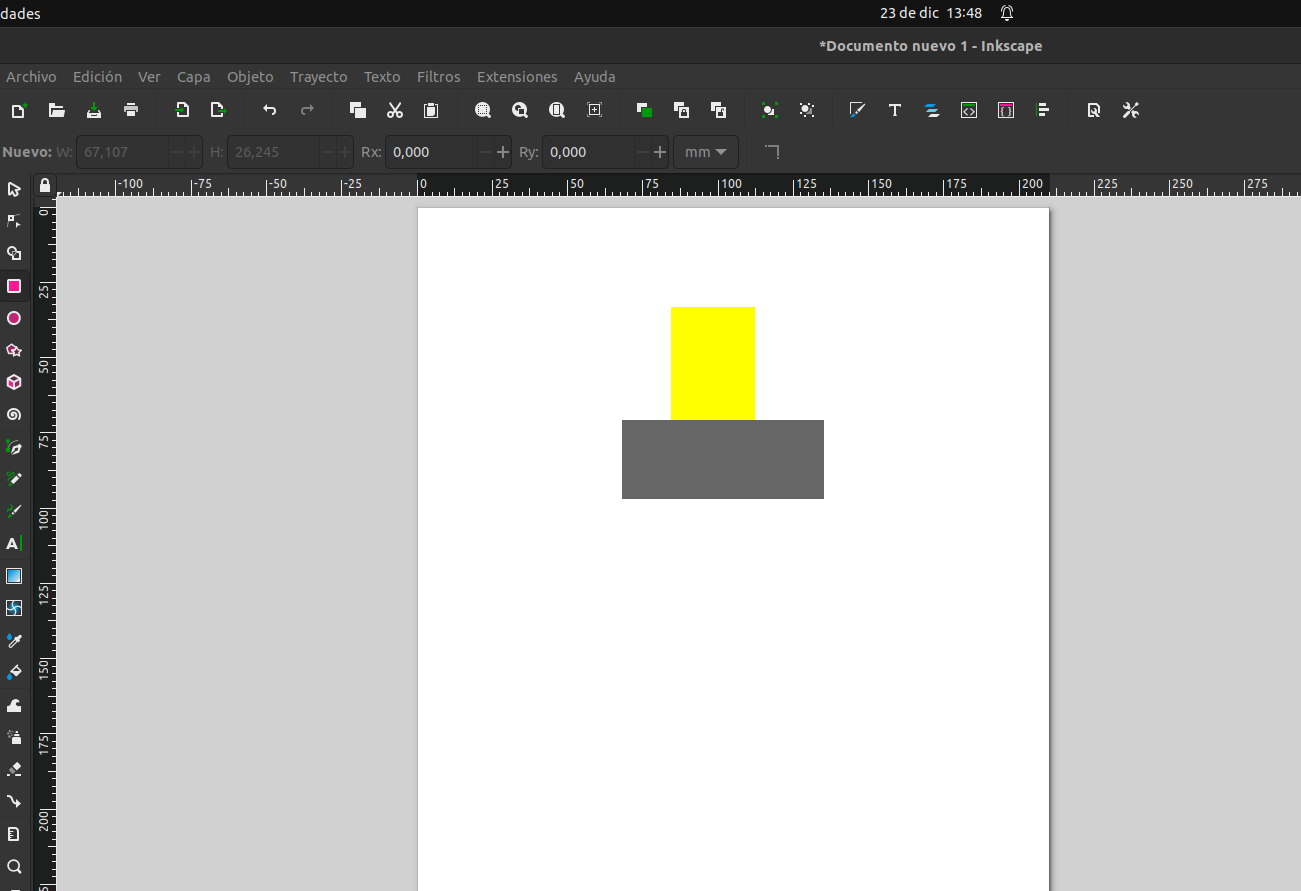 dades
23 de dic 13:48
*Documento nuevo 1 - Inkscape
Archivo Edición Ver Capa Objeto Trayecto Texto Filtros Extensiones Ayuda
Nuevo: W: 67,107 H: 26,245 Rx: 0,000 Ry: 0,000 mm
-100 -75 -50 -25 0 25 50 75 100 125 150 175 200 225 250 275
0
25
50
75
100
125
150
175
200